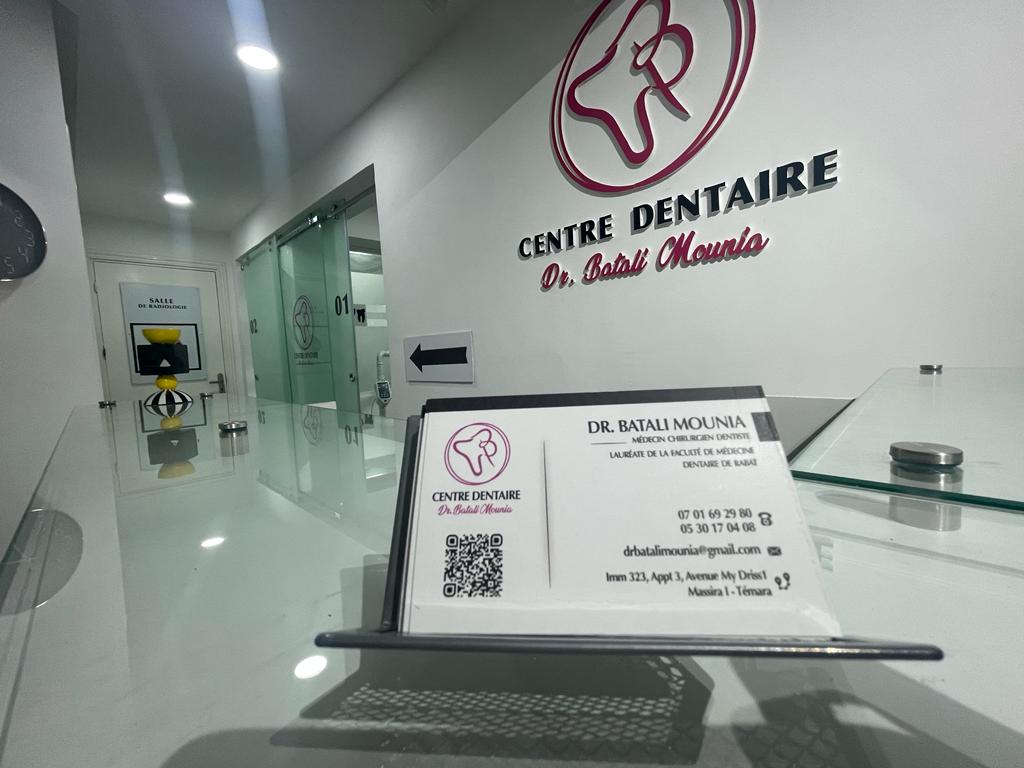 CENTRE DENTAIRE
Dr. Batali Mounia
SALLE
DE RADIOLOGIE
02
01
CENTRE DENTAIRE
CENTRE DENTAIRE
Dr. Batali Mounia
DR. BATALI MOUNIA
MÉDECIN CHIRURGIEN DENTISTE
LAURÉATE DE LA FACULTÉ DE MÉDECINE
DENTAIRE DE RABAT
07 01 69 29 80
05 30 17 04 08
drbatalimounia@gmail.com
Imm 323, Appt 3, Avenue My Driss1
Massira I - Témara